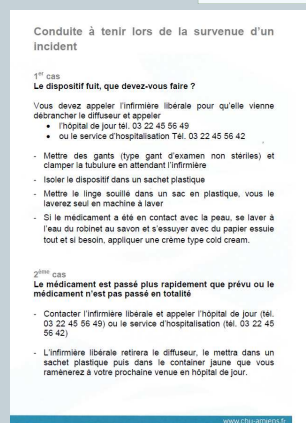 Conduite à tenir lors de la survenue d'un
incident
1er cas
Le dispositif fuit, que devez-vous faire ?
Vous devez appeler l'infirmière libérale pour qu'elle vienne
débrancher le diffuseur et appeler
• l'hôpital de jour tél. 03 22 45 56 49
• ou le service d'hospitalisation Tél. 03 22 45 56 42
- Mettre des gants (type gant d'examen non stériles) et
clamper la tubulure en attendant l'infirmière
- Isoler le dispositif dans un sachet plastique
- Mettre le linge souillé dans un sac en plastique, vous le
laverez seul en machine à laver
- Si le médicament a été en contact avec la peau, se laver à
l'eau du robinet au savon et s'essuyer avec du papier essuie
tout et si besoin, appliquer une crème type cold cream.
2ème cas
Le médicament est passé plus rapidement que prévu ou le
médicament n'est pas passé en totalité
- Contacter l'infirmière libérale et appeler l'hôpital de jour (tél.
03 22 45 56 49) ou le service d'hospitalisation (tél. 03 22 45
56 42)
- L'infirmière libérale retirera le diffuseur, le mettra dans un
sachet plastique puis dans le container jaune que vous
ramènerez à votre prochaine venue en hôpital de jour.
www.chu-amiens.fr